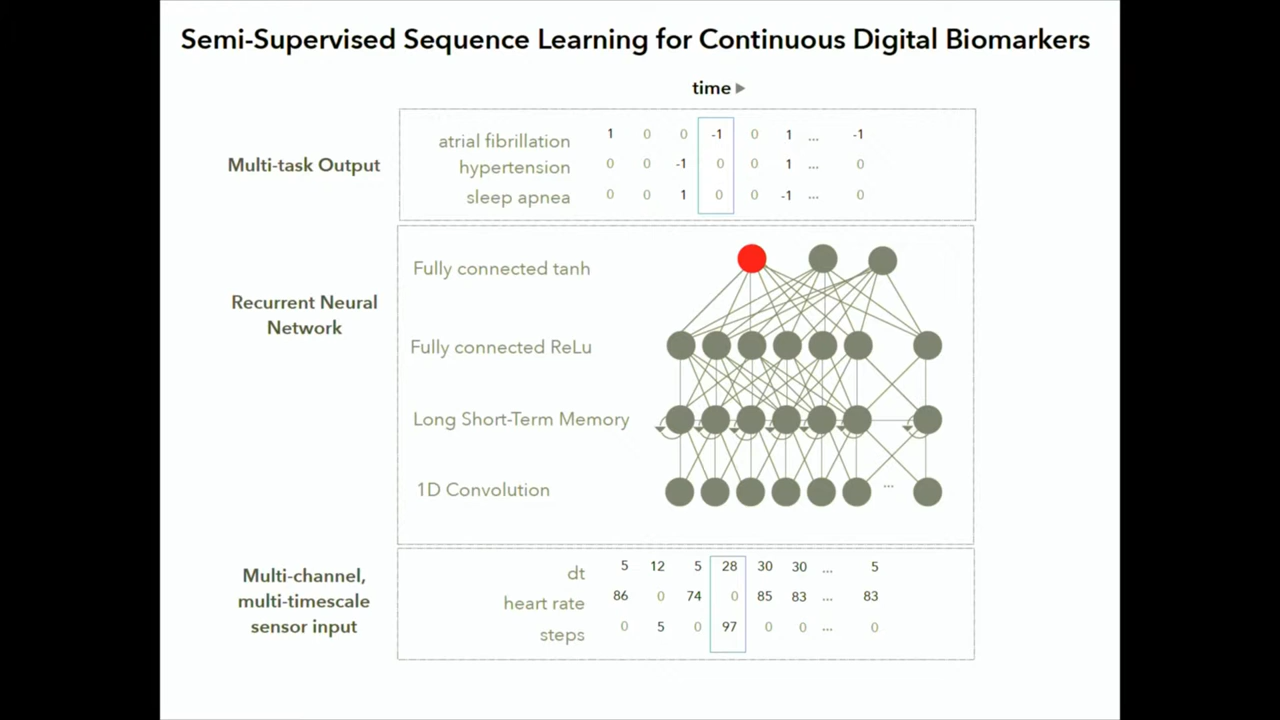 Semi-Supervised Sequence Learning for Continuous Digital Biomarkers
time
Multi-task Output
atrial fibrillation 1 0 0 -1 0 1 ... -1
hypertension 0 0 -1 0 0 1 ... 0
sleep apnea 0 0 1 0 0 -1 ... 0
Recurrent Neural
Network
Fully connected tanh
Fully connected ReLu
Long Short-Term Memory
1D Convolution
...
Multi-channel,
multi-timescale
sensor input
dt 5 12 5 28 30 30 ... 5
heart rate 86 0 74 0 85 83 ... 83
steps 0 5 0 97 0 0 ... 0